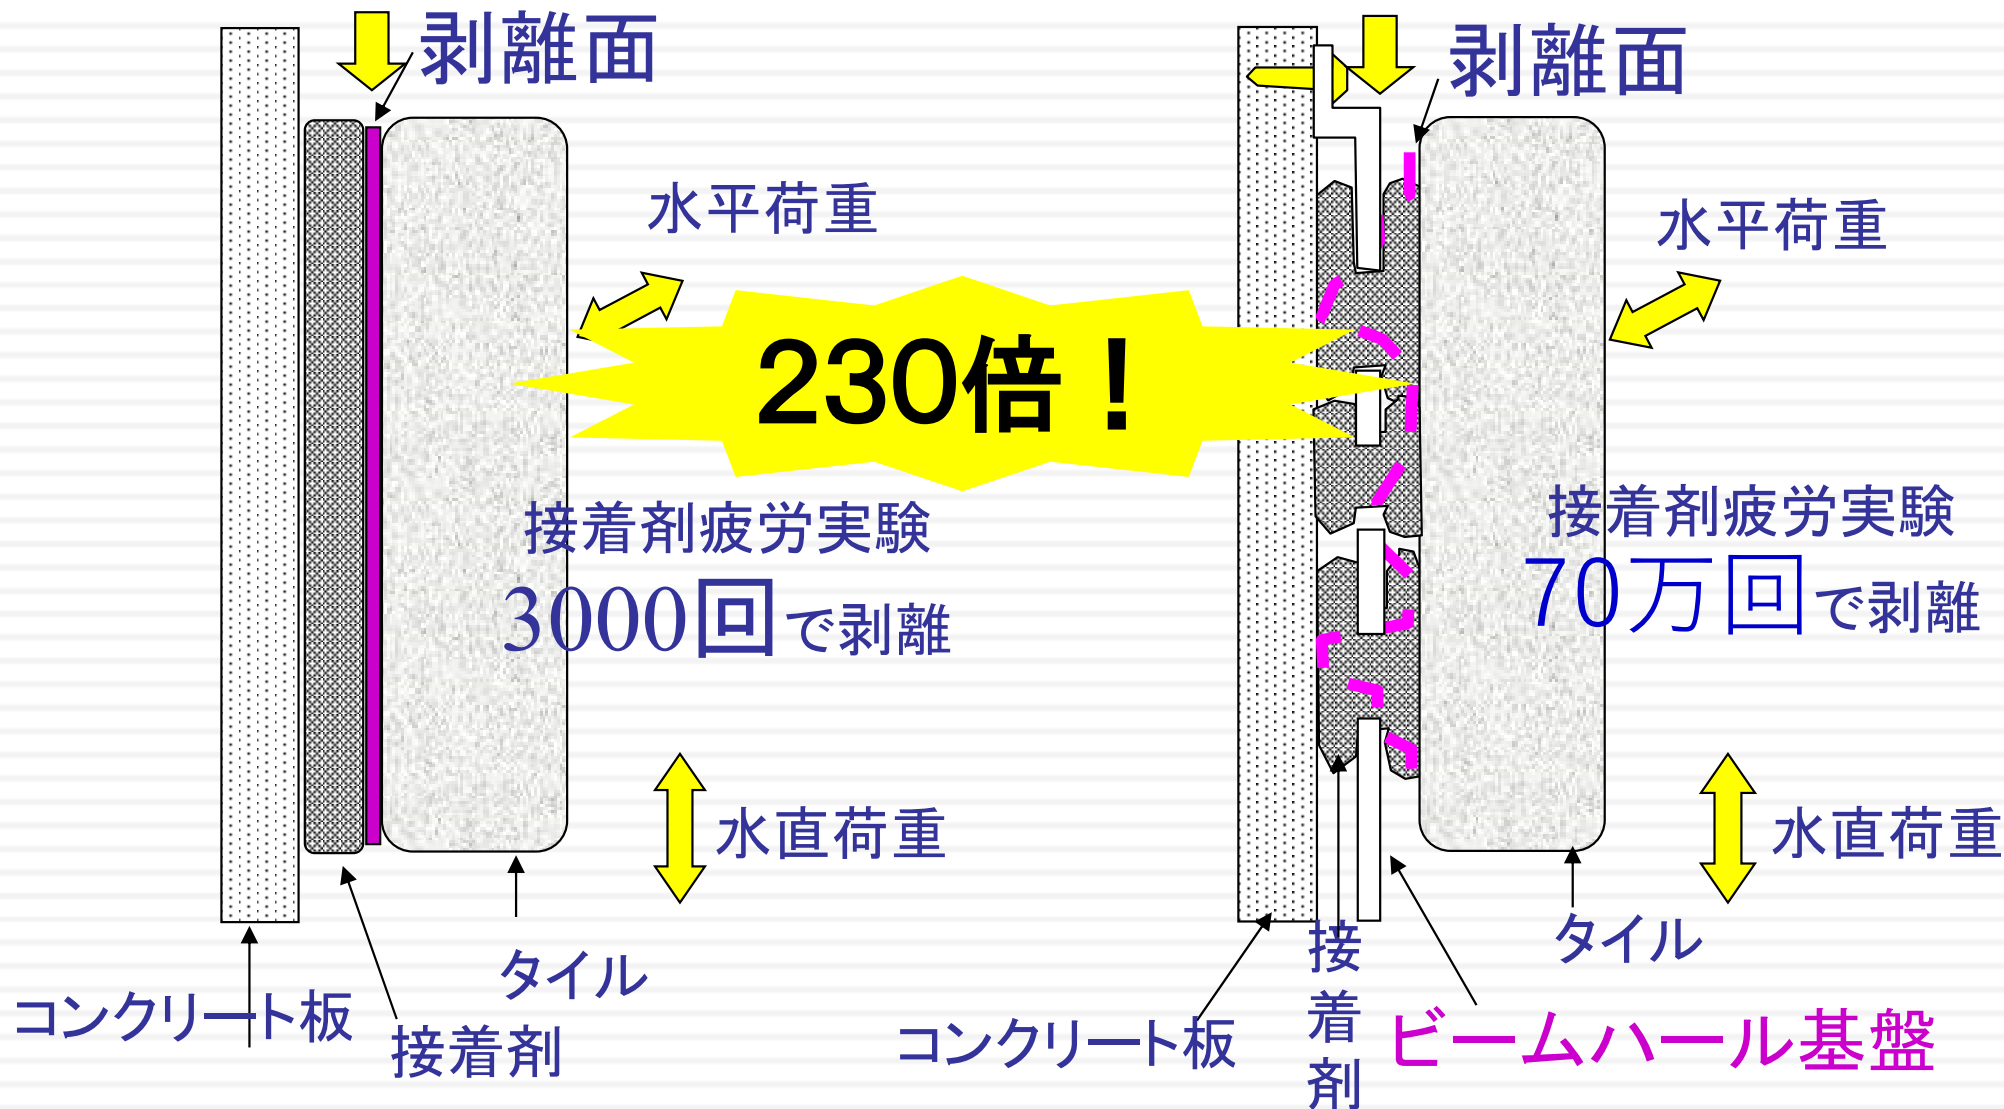 剥離面
水平荷重
接着剤疲労実験
3000回で剥離
水直荷重
タイル
コンクリート板
接着剤
230倍！
剥離面
水平荷重
接着剤疲労実験
70万回で剥離
水直荷重
タイル
コンクリート板
接着剤
ビームハール基盤